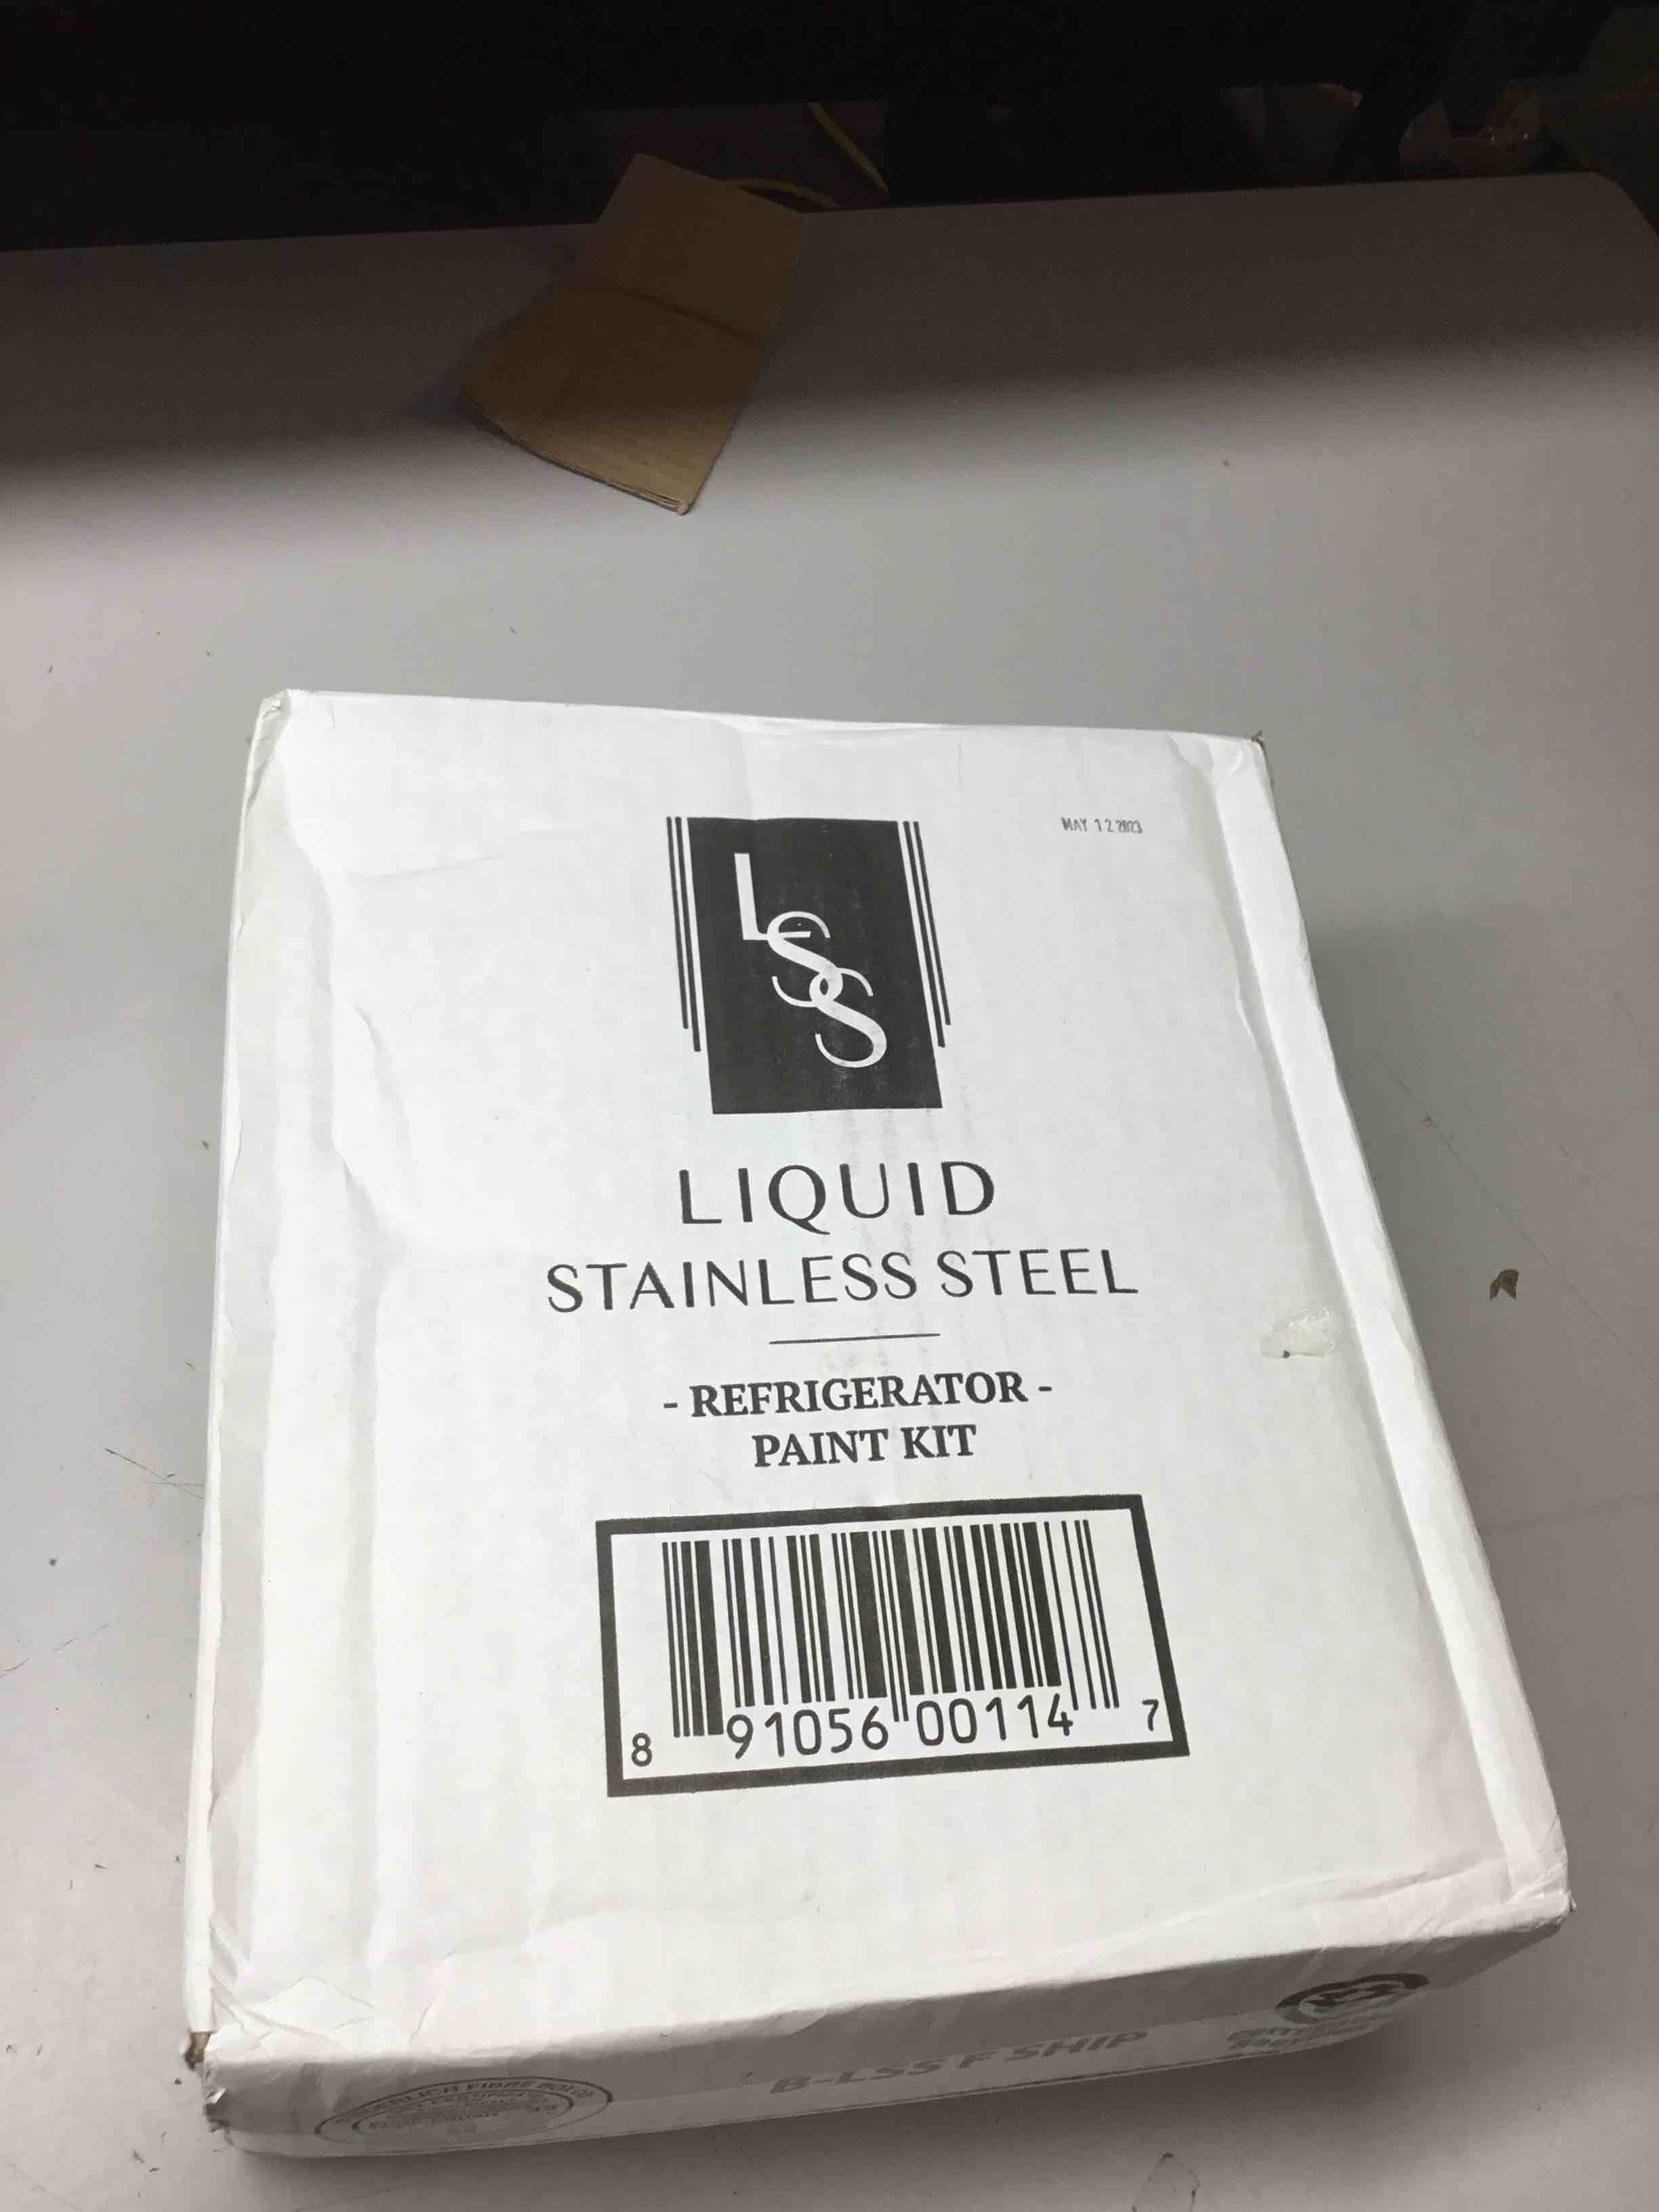 MAY 12 2023
LSS
LIQUID
STAINLESS STEEL
- REFRIGERATOR -
PAINT KIT
8 91056 00114 7
B-LSS F SHIP